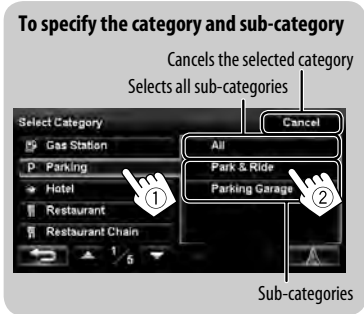 To specify the category and sub-category
Cancels the selected category
Selects all sub-categories
Select Category
Cancel
Gas Station
All
P Parking
Park & Ride
Hotel
Parking Garage
Restaurant
Restaurant Chain
1/5
1
2
Sub-categories